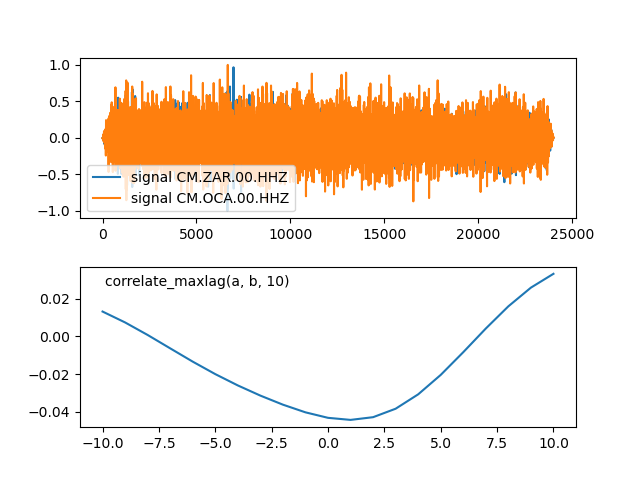 1.0
0.5
0.0
−0.5
−1.0
signal CM.ZAR.00.HHZ
signal CM.OCA.00.HHZ
0 5000 10000 15000 20000 25000
correlate_maxlag(a, b, 10)
0.02
0.00
−0.02
−0.04
−10.0 −7.5 −5.0 −2.5 0.0 2.5 5.0 7.5 10.0